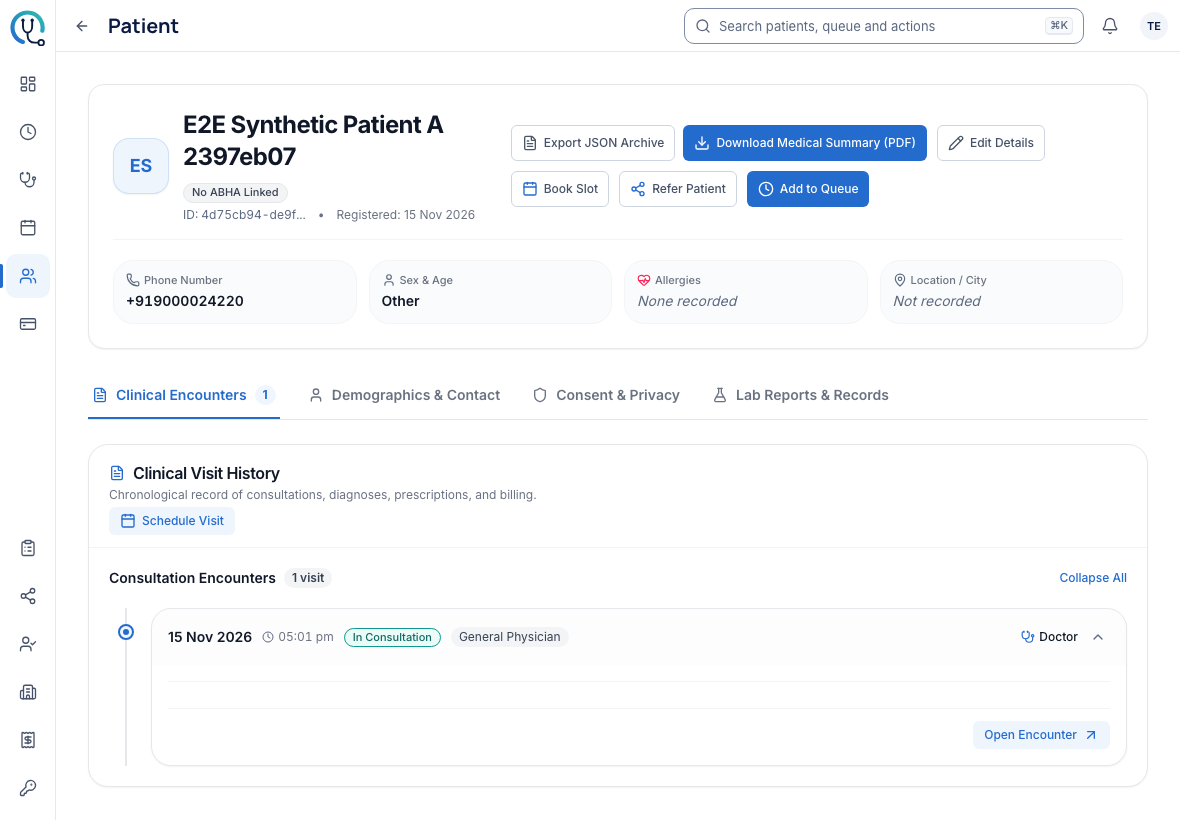 Patient
Search patients, queue and actions
⌘K
TE
ES
E2E Synthetic Patient A
2397eb07
No ABHA Linked
ID: 4d75cb94-de9f... • Registered: 15 Nov 2026
Export JSON Archive
Download Medical Summary (PDF)
Edit Details
Book Slot
Refer Patient
Add to Queue
Phone Number
+919000024220
Sex & Age
Other
Allergies
None recorded
Location / City
Not recorded
Clinical Encounters 1
Demographics & Contact
Consent & Privacy
Lab Reports & Records
Clinical Visit History
Chronological record of consultations, diagnoses, prescriptions, and billing.
Schedule Visit
Consultation Encounters 1 visit
Collapse All
15 Nov 2026 05:01 pm In Consultation General Physician
Doctor
Open Encounter